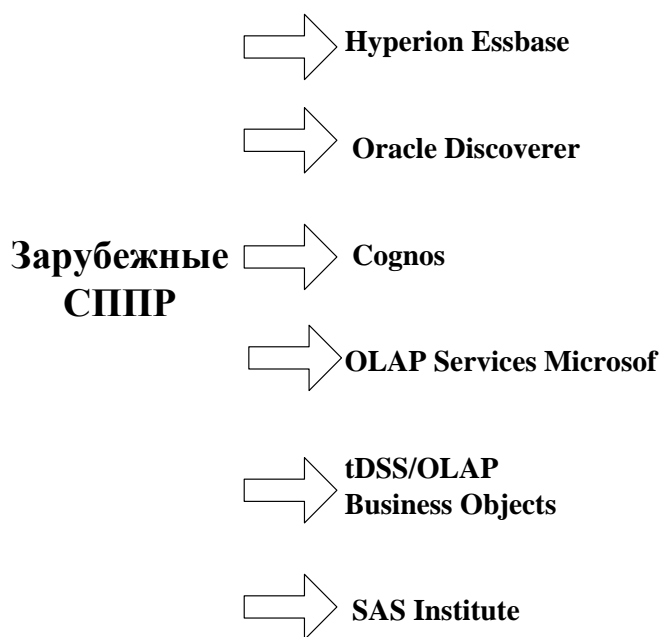 Hyperion Essbase
Oracle Discoverer
Зарубежные
СППР
Cognos
OLAP Services Microsof
tDSS/OLAP
Business Objects
SAS Institute